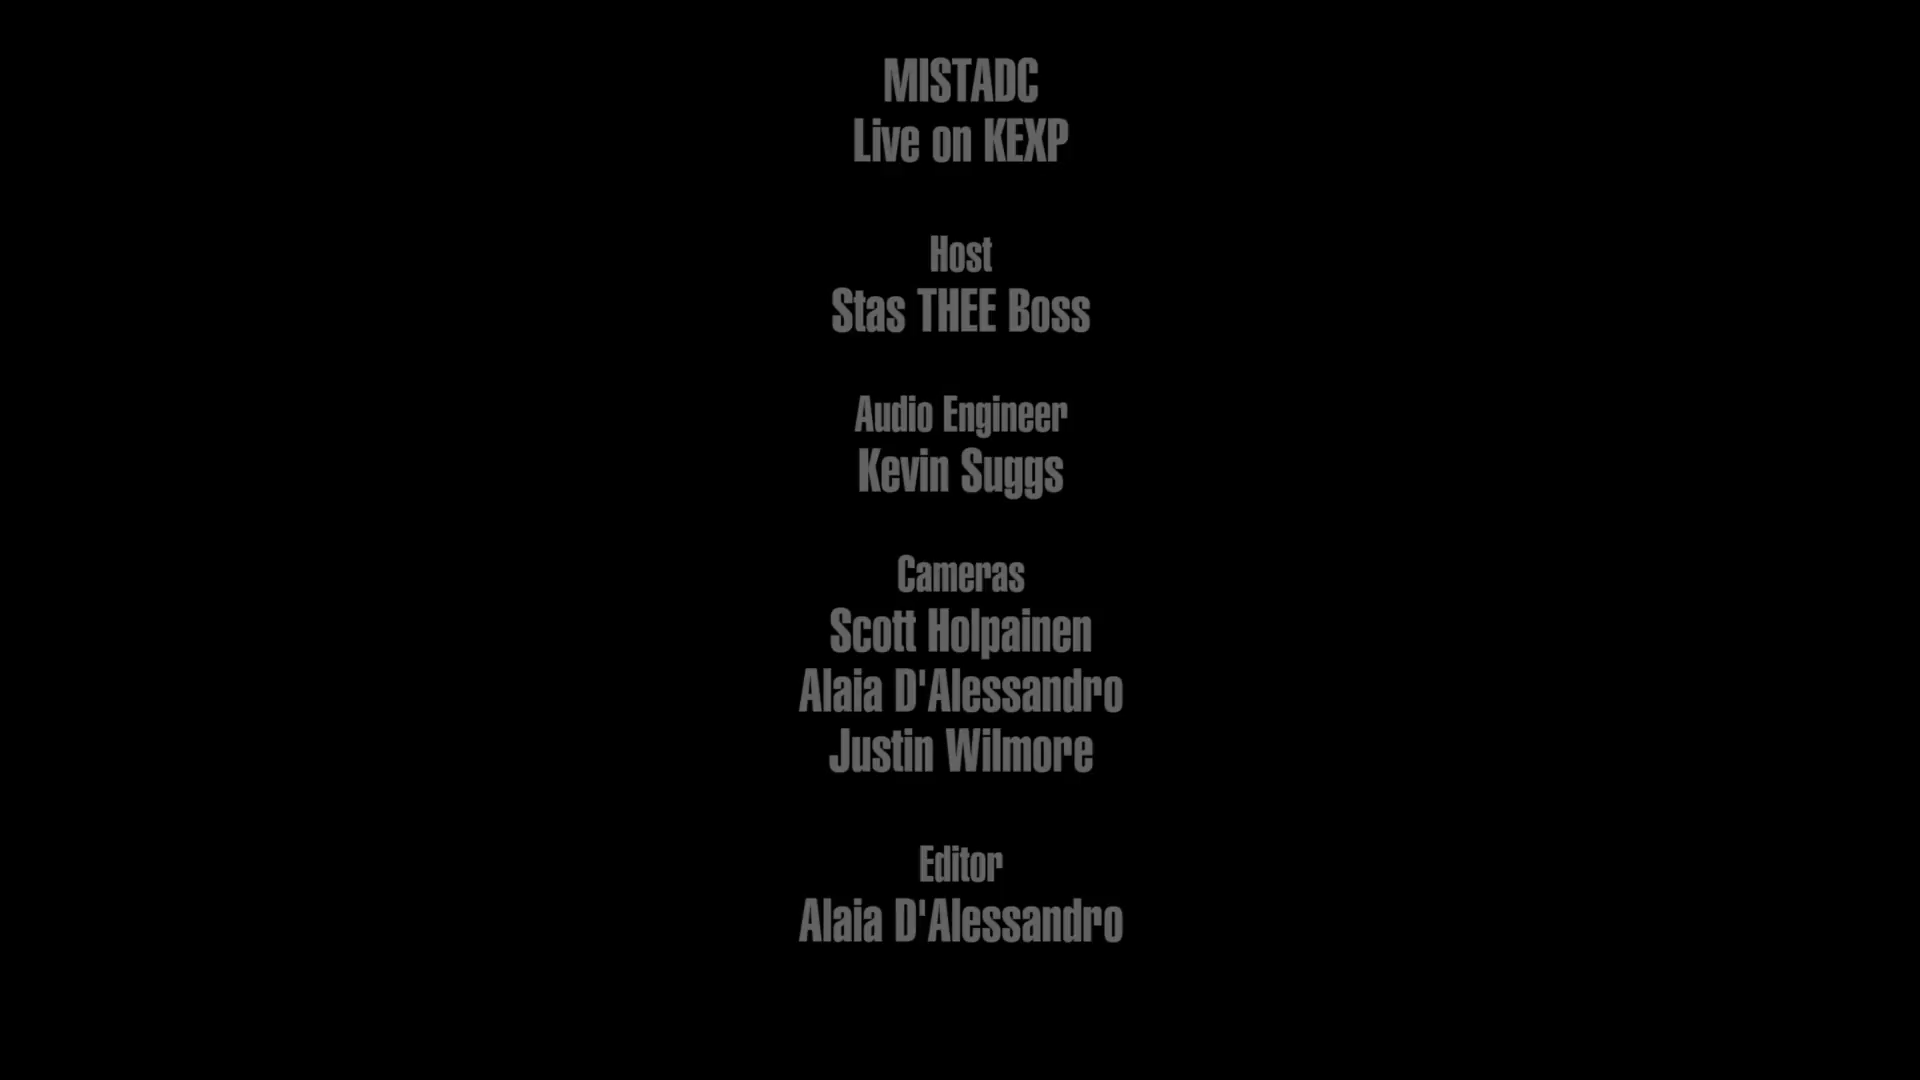 MISTADC
Live on KEXP
Host
Stas THEE Boss
Audio Engineer
Kevin Suggs
Cameras
Scott Holpainen
Alaia D'Alessandro
Justin Wilmore
Editor
Alaia D'Alessandro